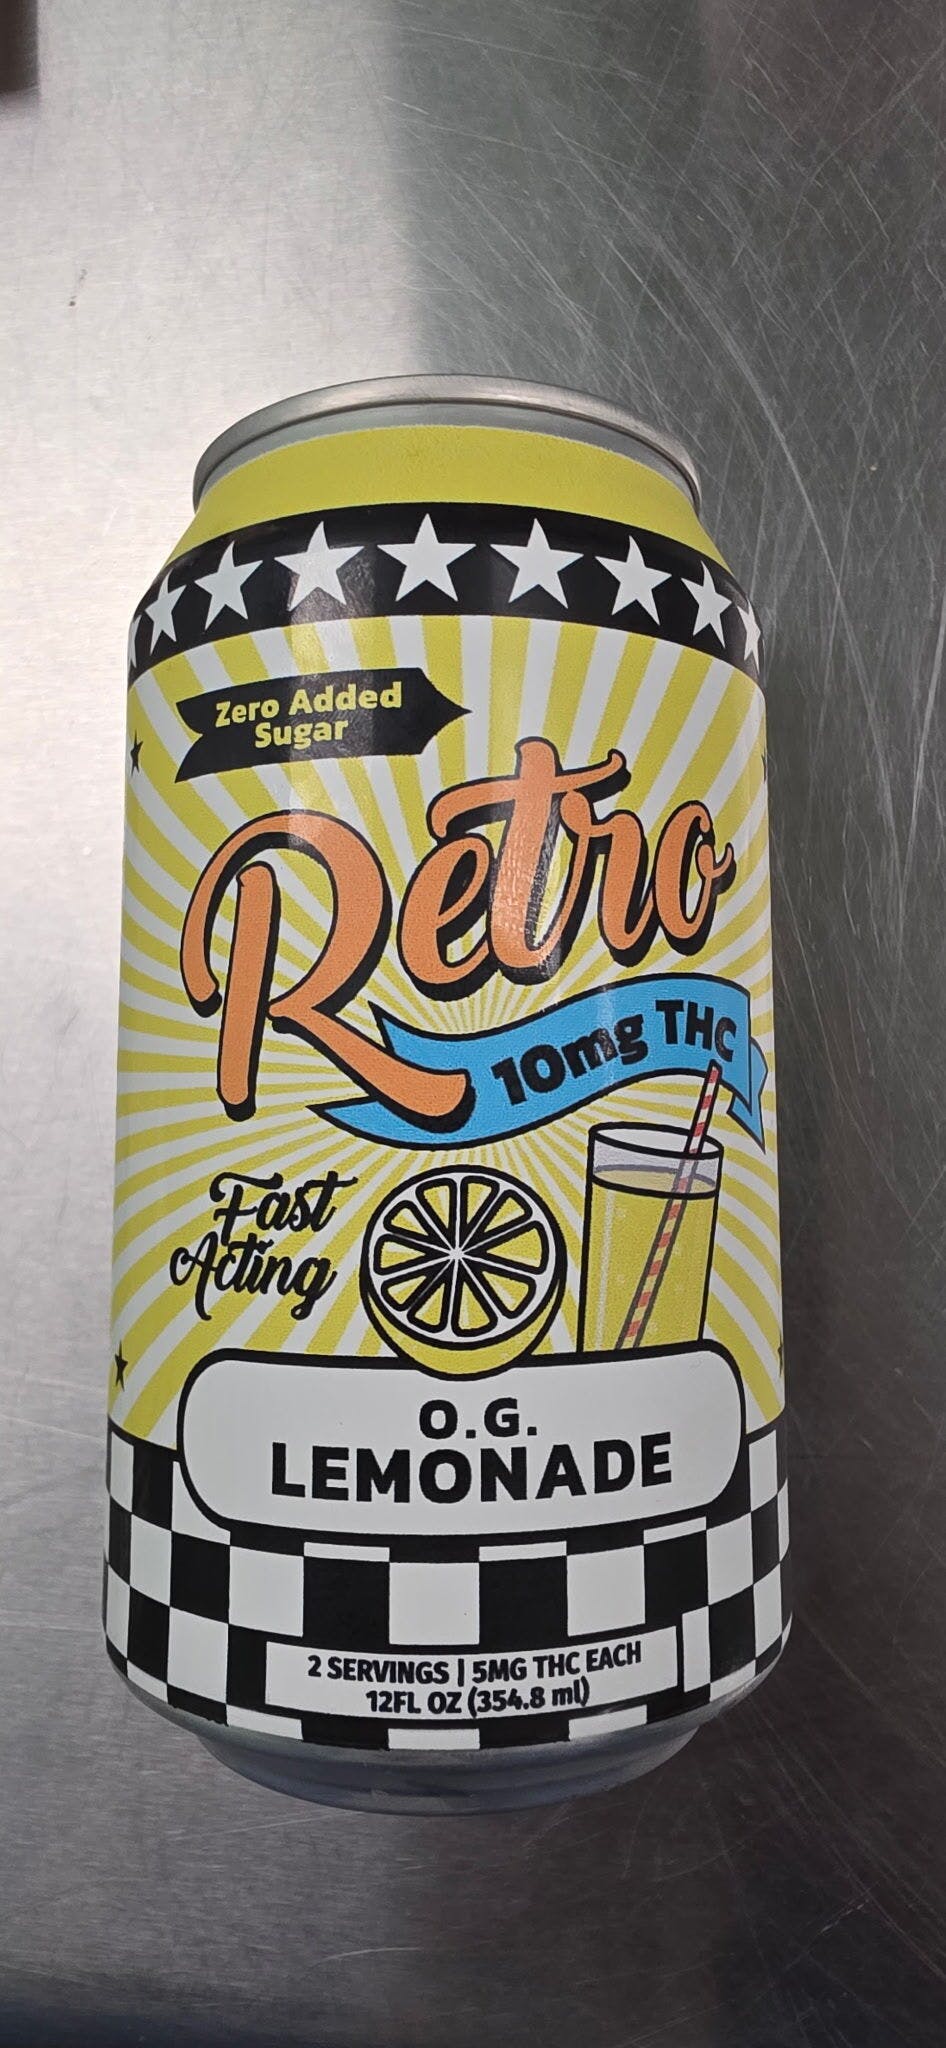 Zero Added
Sugar
Retro
10mg THC
Fast
Acting
O.G.
LEMONADE
2 SERVINGS | 5MG THC EACH
12FL OZ (354.8 ml)